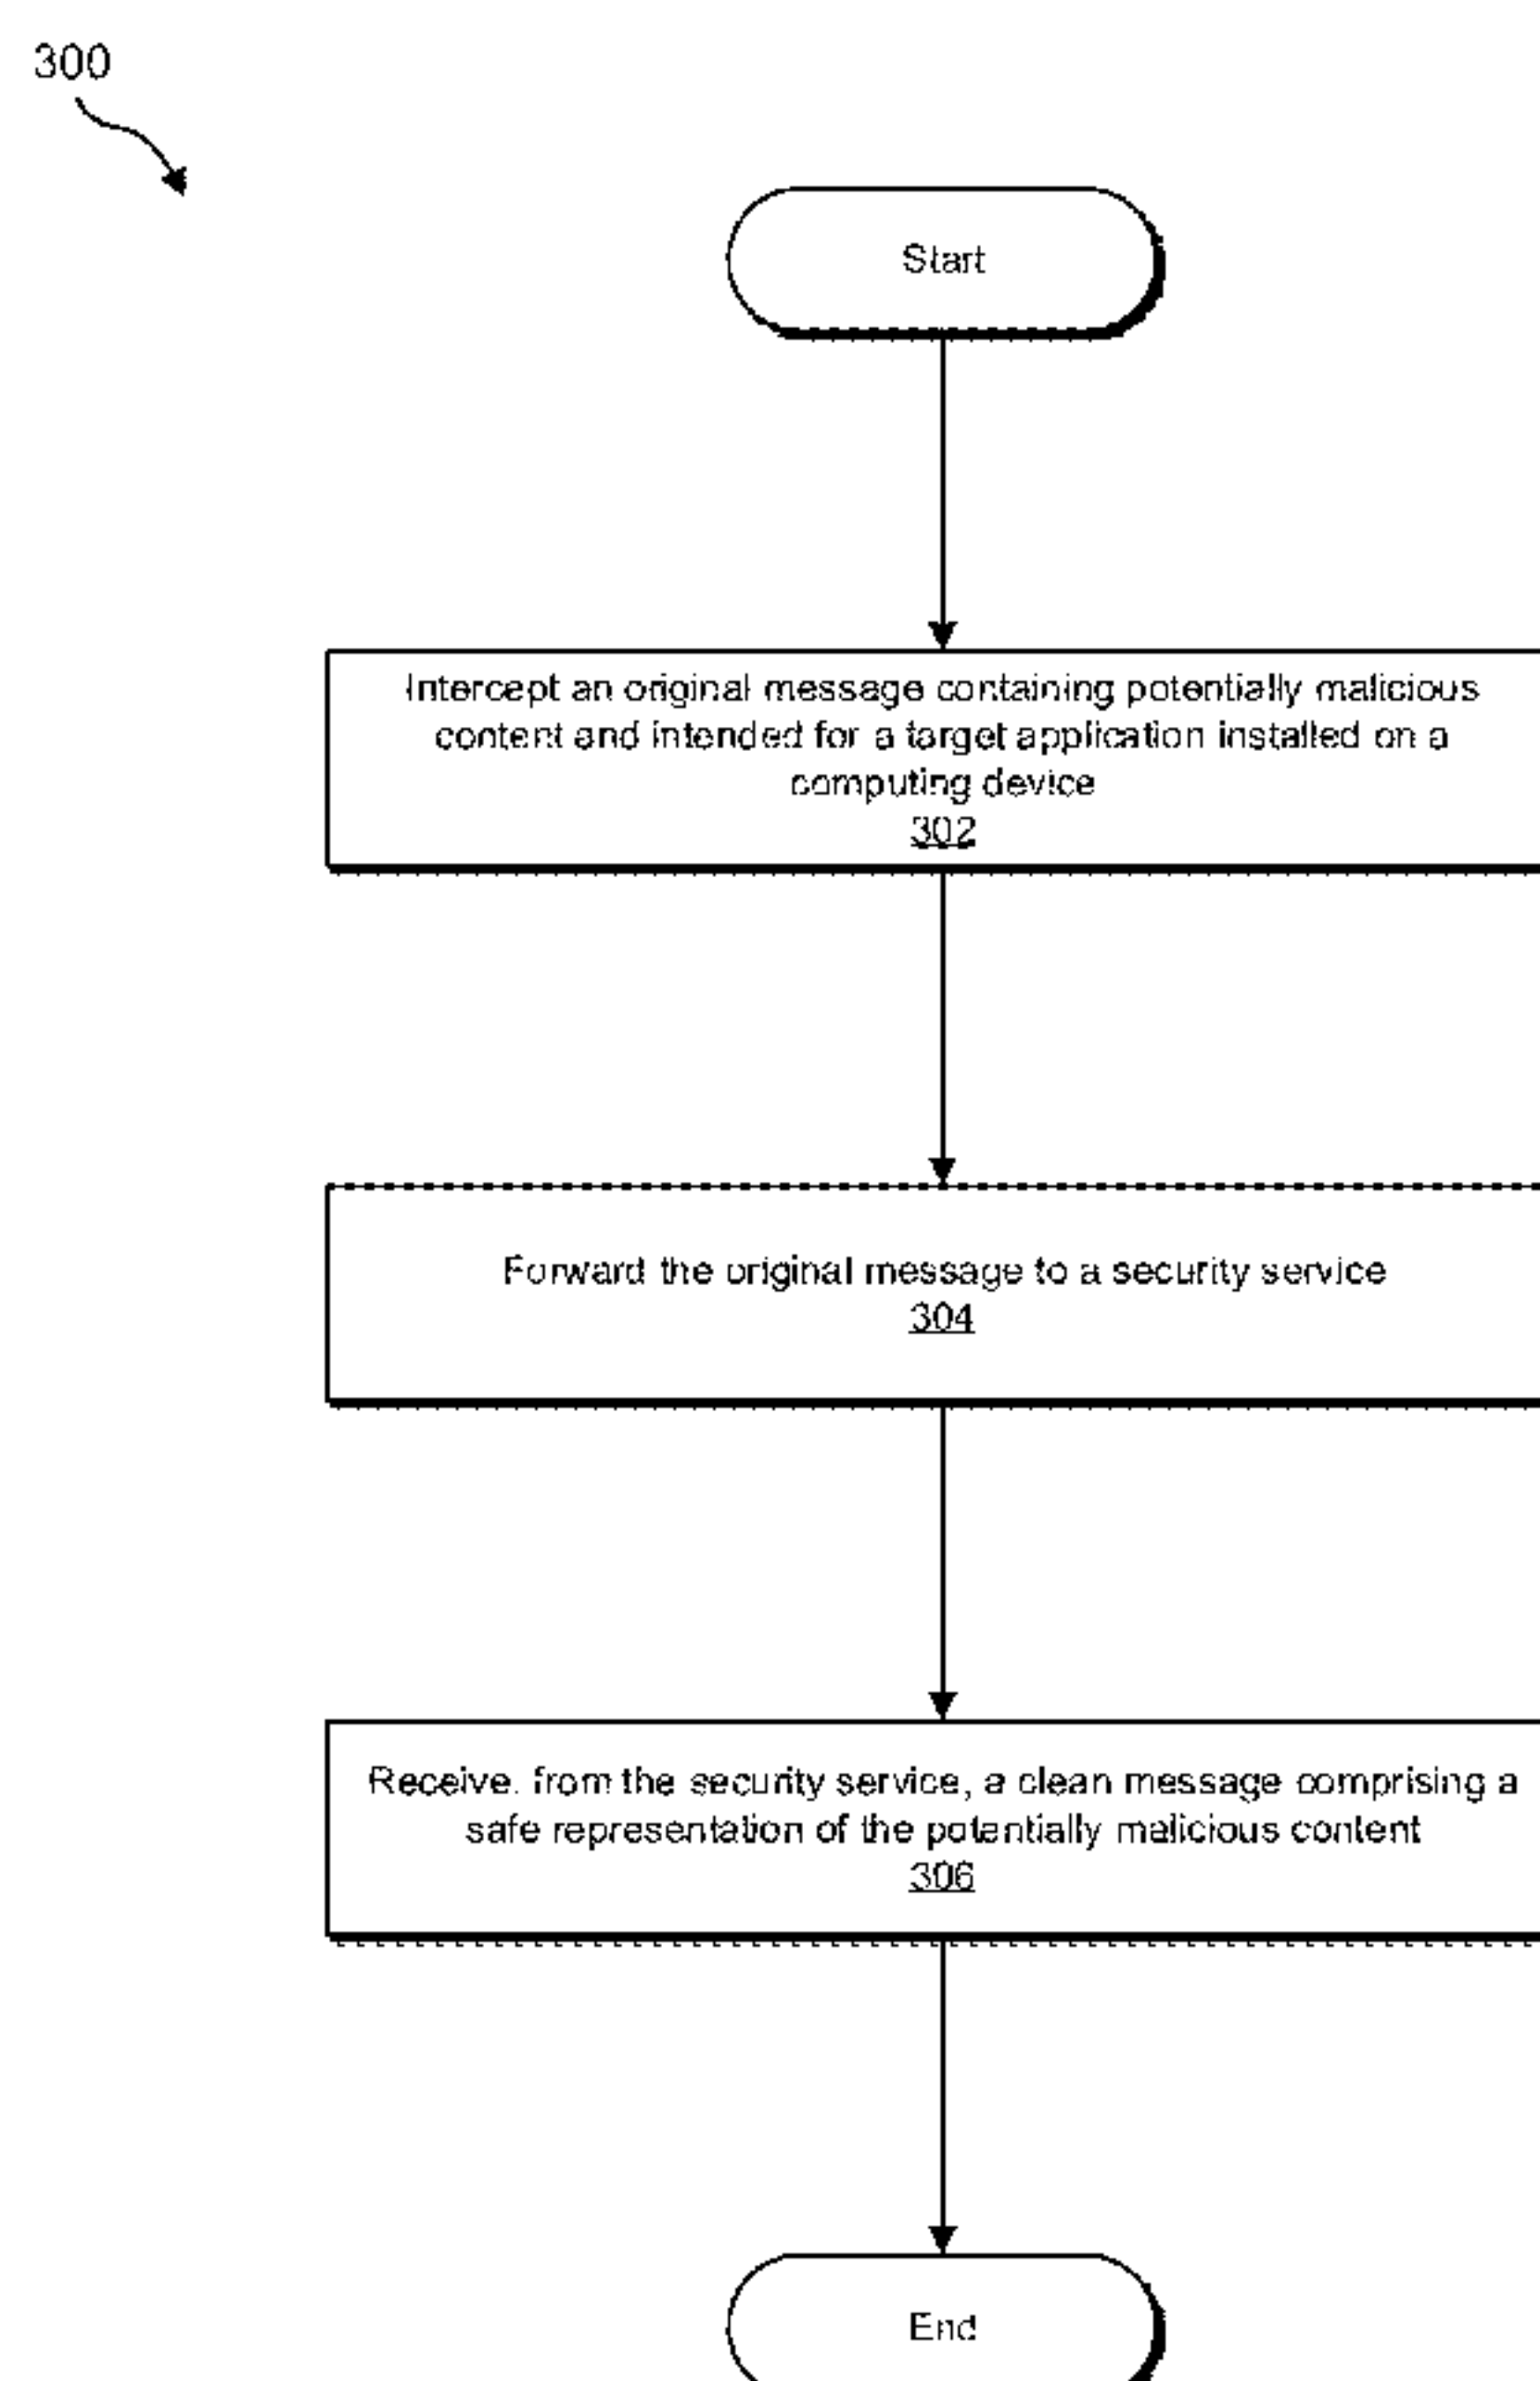 300
Start
Intercept an original message containing potentially malicious
content and intended for a target application installed on a
computing device
302
Forward the original message to a security service
304
Receive, from the security service, a clean message comprising a
safe representation of the potentially malicious content
306
End